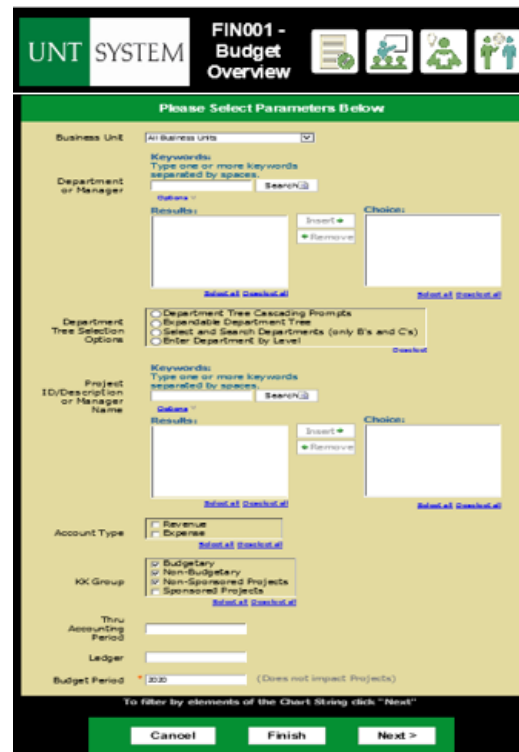 UNT SYSTEM
FIN001 -
Budget
Overview
Please Select Parameters Below
Business Unit
All Business Units
Department
or Manager
Keywords:
Type one or more keywords
separated by spaces.
Search
Options
Results:
Insert
Remove
Choice:
Select all Deselect all
Select all Deselect all
Department
Tree Selection
Options
Department Tree Cascading Prompts
Expandable Department Tree
Select and Search Departments (only B's and C's)
Enter Department by Level
Deselect
Project
ID/Description
or Manager
Name
Keywords:
Type one or more keywords
separated by spaces.
Search
Options
Results:
Insert
Remove
Choice:
Select all Deselect all
Select all Deselect all
Account Type
Revenue
Expense
Select all Deselect all
KK Group
Budgetary
Non-Budgetary
Non-Sponsored Projects
Sponsored Projects
Select all Deselect all
Thru
Accounting
Period
Ledger
Budget Period
* 2020
(Does not impact Projects)
To filter by elements of the Chart String click "Next"
Cancel
Finish
Next >